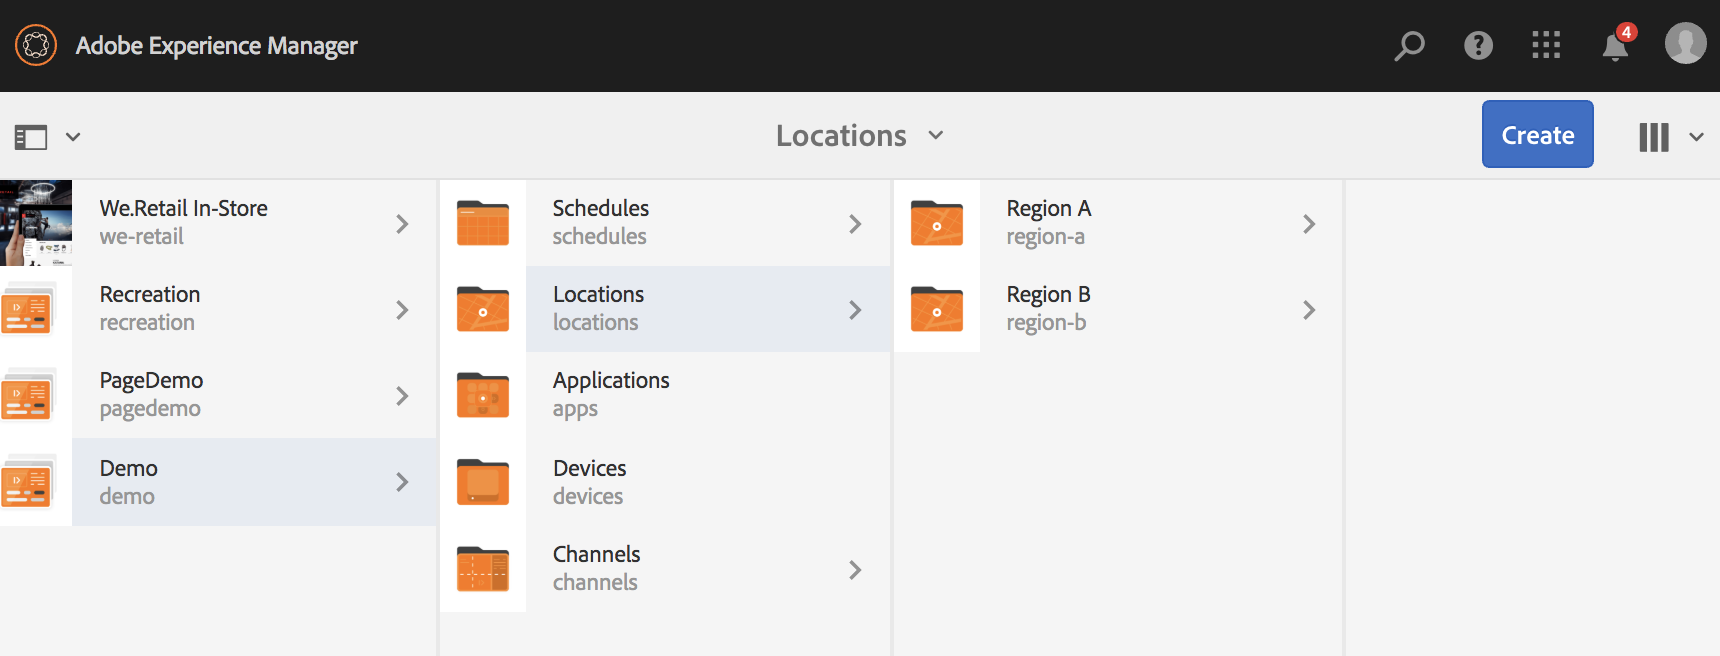 Adobe Experience Manager
4
Locations
Create
We.Retail In-Store
we-retail
Recreation
recreation
PageDemo
pagedemo
Demo
demo
Schedules
schedules
Locations
locations
Applications
apps
Devices
devices
Channels
channels
Region A
region-a
Region B
region-b